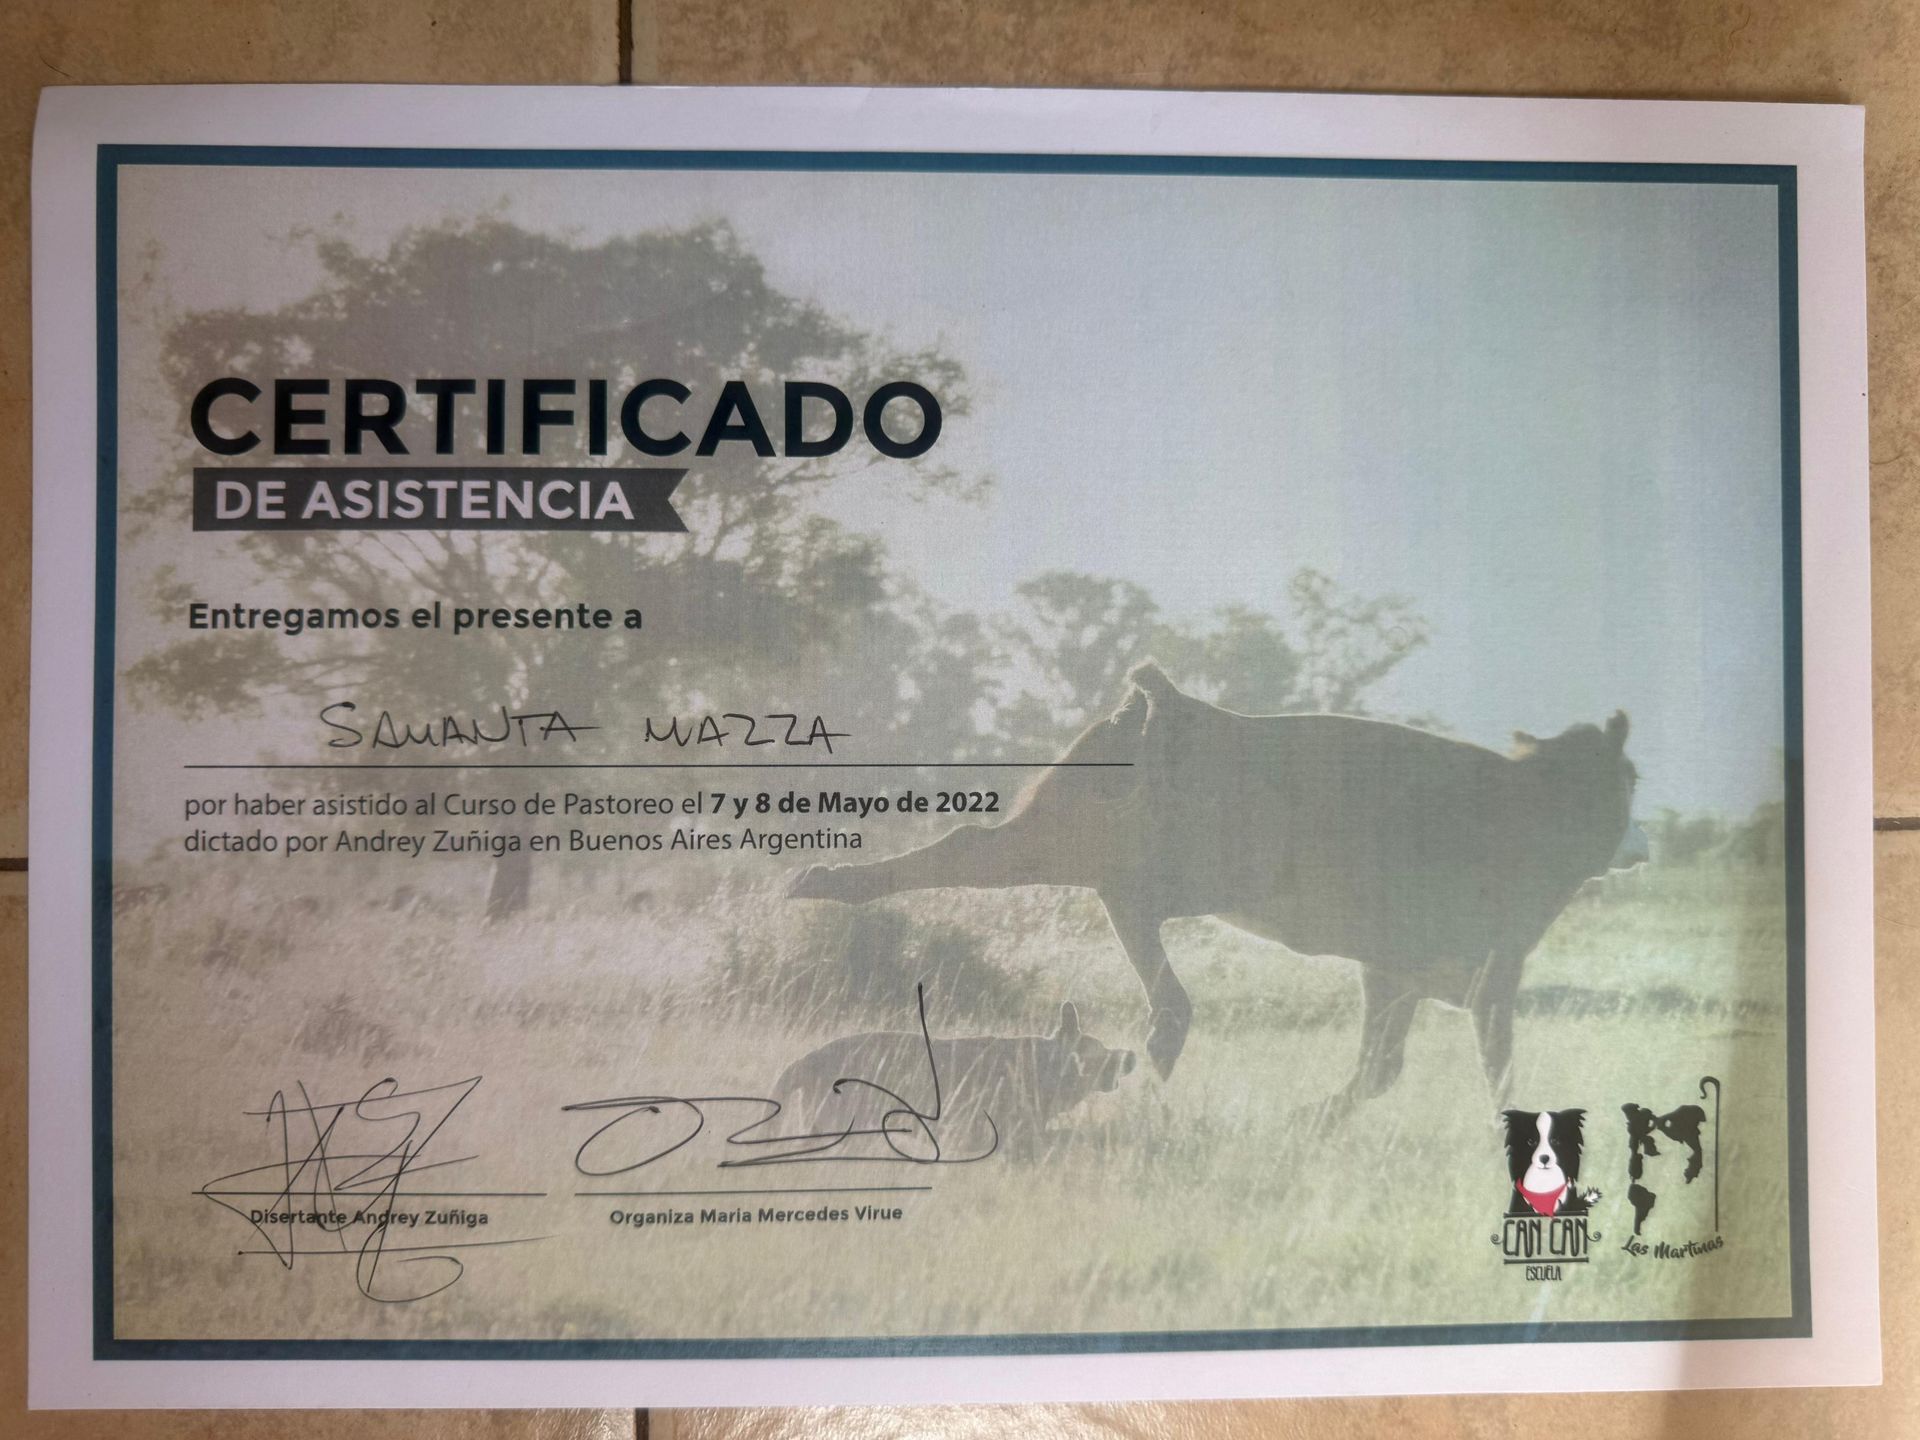 CERTIFICADO
DE ASISTENCIA
Entregamos el presente a
SAMANTA MAZZA
por haber asistido al Curso de Pastoreo el 7 y 8 de Mayo de 2022
dictado por Andrey Zuñiga en Buenos Aires Argentina
Disertante Andrey Zuñiga
Organiza Maria Mercedes Virue
CAN CAN
ESCUELA
Las Martinas